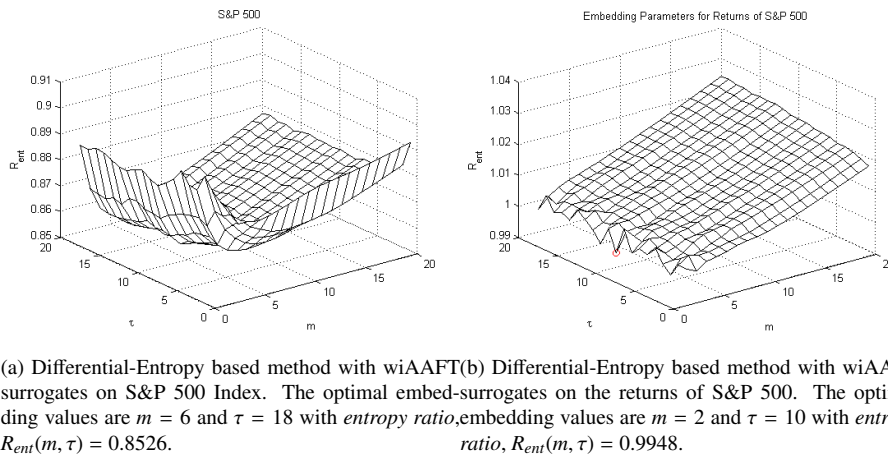 S&P 500
0.91
0.9
0.89
0.88
0.87
0.86
0.85
R_ent
20
15
10
5
0
τ
0
5
10
15
20
m
Embedding Parameters for Returns of S&P 500
1.04
1.03
1.02
1.01
1
0.99
R_ent
20
15
10
5
0
τ
0
5
10
15
2
m
(a) Differential-Entropy based method with wiAAFT
surrogates on S&P 500 Index. The optimal embed-
ding values are m = 6 and τ = 18 with entropy ratio,
R_ent(m, τ) = 0.8526.
(b) Differential-Entropy based method with wiAA
surrogates on the returns of S&P 500. The opti
embedding values are m = 2 and τ = 10 with entr
ratio, R_ent(m, τ) = 0.9948.